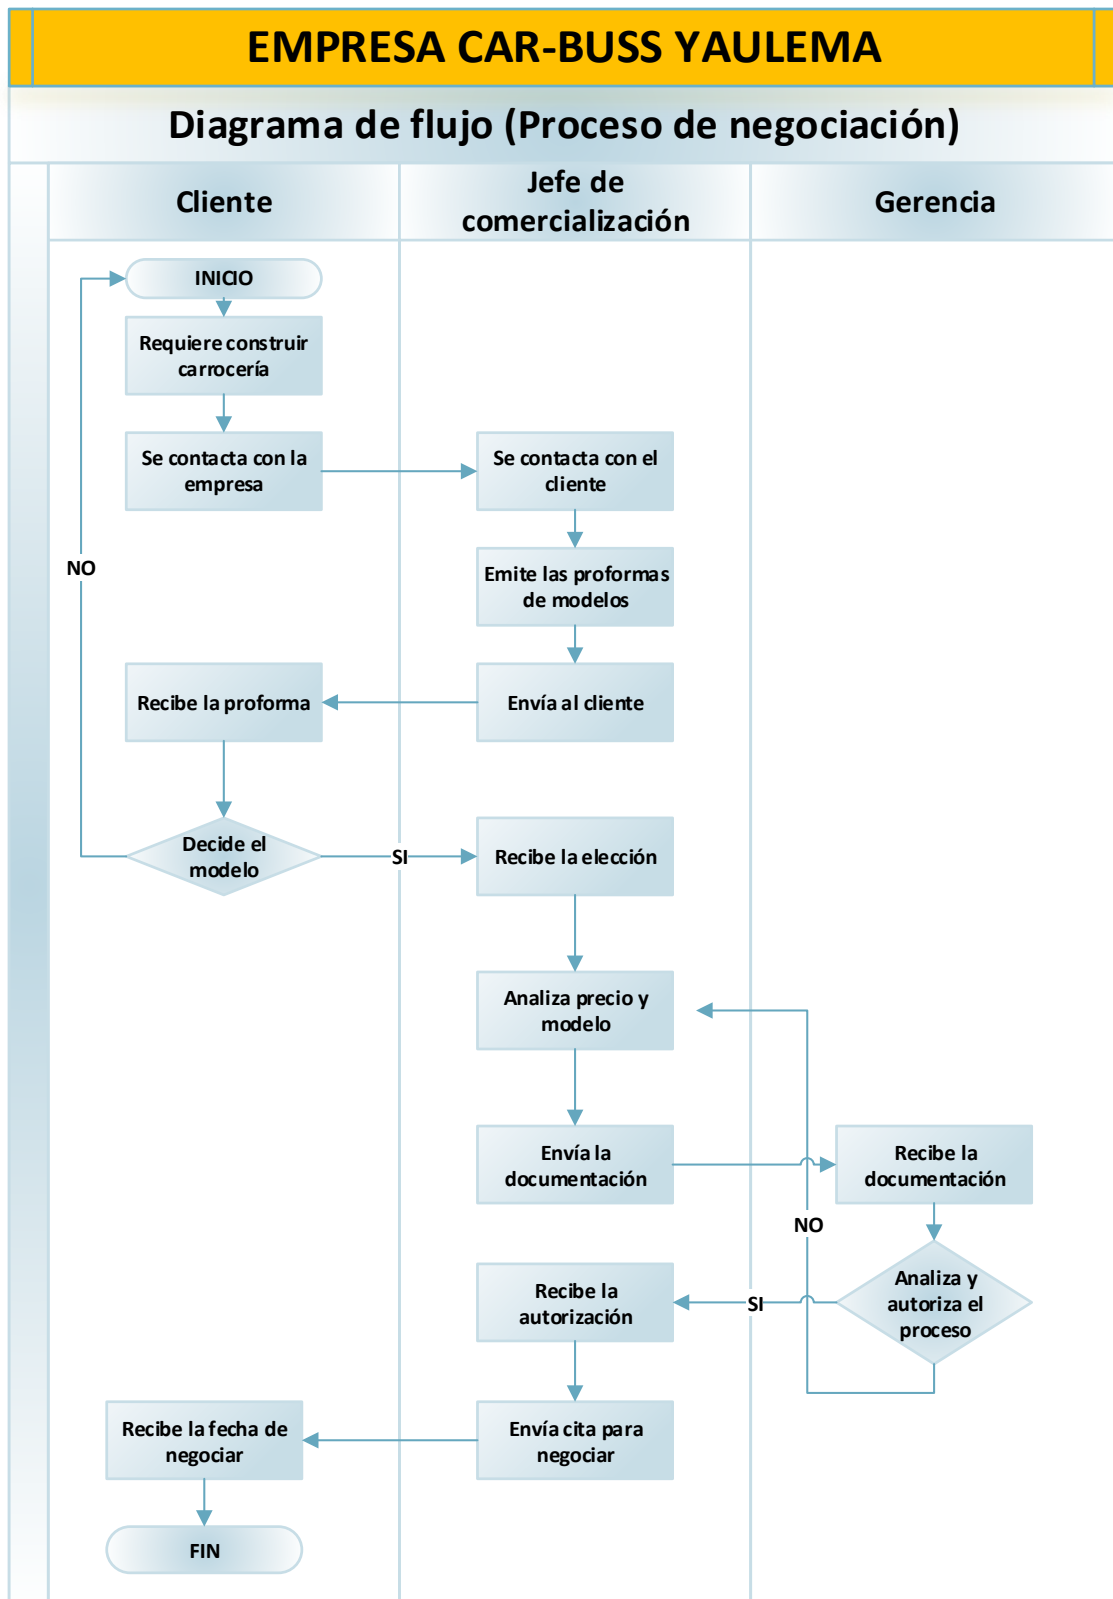 EMPRESA CAR-BUSS YAULEMA
Diagrama de flujo (Proceso de negociación)
Cliente
Jefe de
comercialización
Gerencia
INICIO
Requiere construir
carrocería
Se contacta con la
empresa
Se contacta con el
cliente
NO
Emite las proformas
de modelos
Recibe la proforma
Envía al cliente
Decide el
modelo
SI
Recibe la elección
Analiza precio y
modelo
Envía la
documentación
Recibe la
documentación
NO
Analiza y
autoriza el
proceso
SI
Recibe la
autorización
Envía cita para
negociar
Recibe la fecha de
negociar
FIN